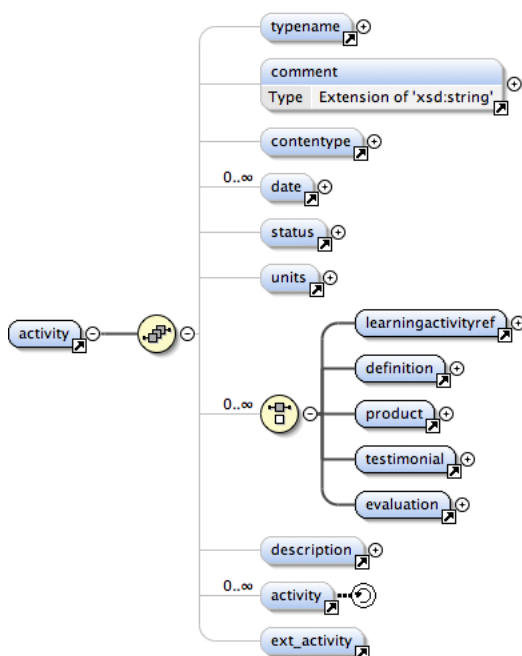 typename
comment
Type Extension of 'xsd:string'
contentype
0..∞
date
status
units
activity
learningactivityref
definition
0..∞
product
testimonial
evaluation
description
0..∞
activity
ext_activity